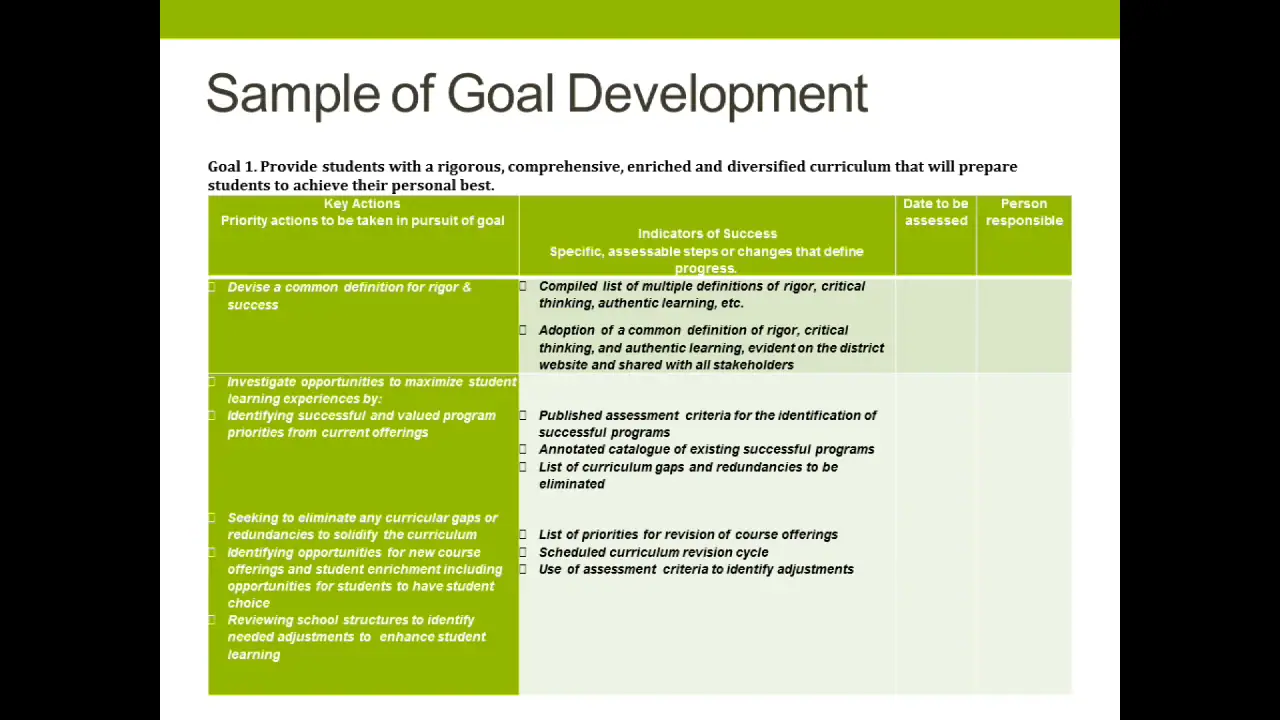 Sample of Goal Development
Goal 1. Provide students with a rigorous, comprehensive, enriched and diversified curriculum that will prepare
students to achieve their personal best.
Key Actions
Priority actions to be taken in pursuit of goal
Indicators of Success
Specific, assessable steps or changes that define
progress.
Date to be
assessed
Person
responsible
Devise a common definition for rigor &
success
Compiled list of multiple definitions of rigor, critical
thinking, authentic learning, etc.
Adoption of a common definition of rigor, critical
thinking, and authentic learning, evident on the district
website and shared with all stakeholders
Investigate opportunities to maximize student
learning experiences by:
Identifying successful and valued program
priorities from current offerings
Seeking to eliminate any curricular gaps or
redundancies to solidify the curriculum
Identifying opportunities for new course
offerings and student enrichment including
opportunities for students to have student
choice
Reviewing school structures to identify
needed adjustments to enhance student
learning
Published assessment criteria for the identification of
successful programs
Annotated catalogue of existing successful programs
List of curriculum gaps and redundancies to be
eliminated
List of priorities for revision of course offerings
Scheduled curriculum revision cycle
Use of assessment criteria to identify adjustments